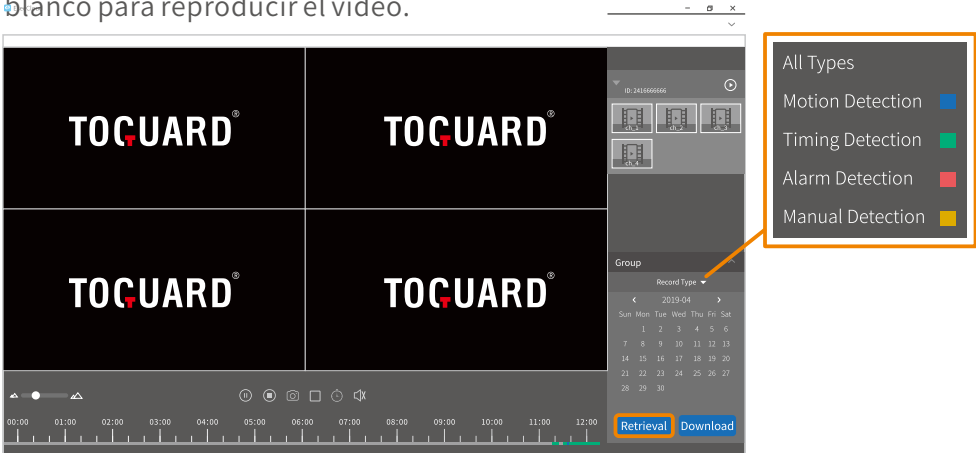 blanco para reproducir el vídeo.
ID: 2416666666
ch_1 ch_2 ch_3
ch_4
TOGUARD® TOGUARD®
TOGUARD® TOGUARD®
All Types
Motion Detection
Timing Detection
Alarm Detection
Manual Detection
Group
Record Type
2019-04
Sun Mon Tue Wed Thu Fri Sat
1 2 3 4 5 6
7 8 9 10 11 12 13
14 15 16 17 18 19 20
21 22 23 24 25 26 27
28 29 30
00:00 01:00 02:00 03:00 04:00 05:00 06:00 07:00 08:00 09:00 10:00 11:00 12:00
Retrieval Download